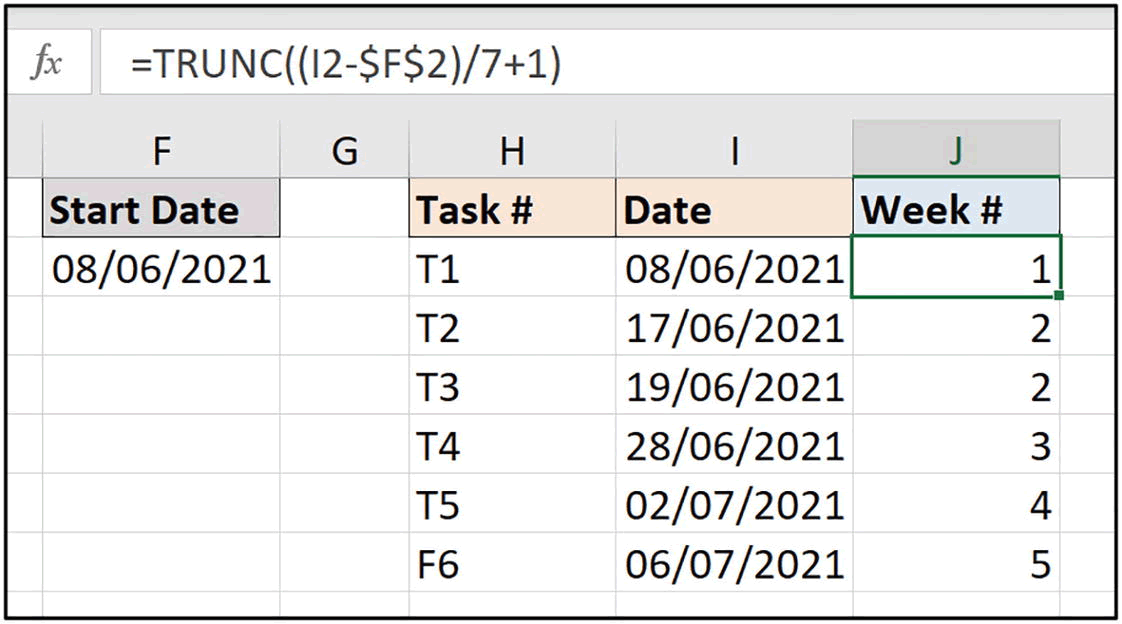 fx =TRUNC((I2-$F$2)/7+1)
F G H I J
Start Date Task # Date Week #
08/06/2021 T1 08/06/2021 1
T2 17/06/2021 2
T3 19/06/2021 2
T4 28/06/2021 3
T5 02/07/2021 4
F6 06/07/2021 5